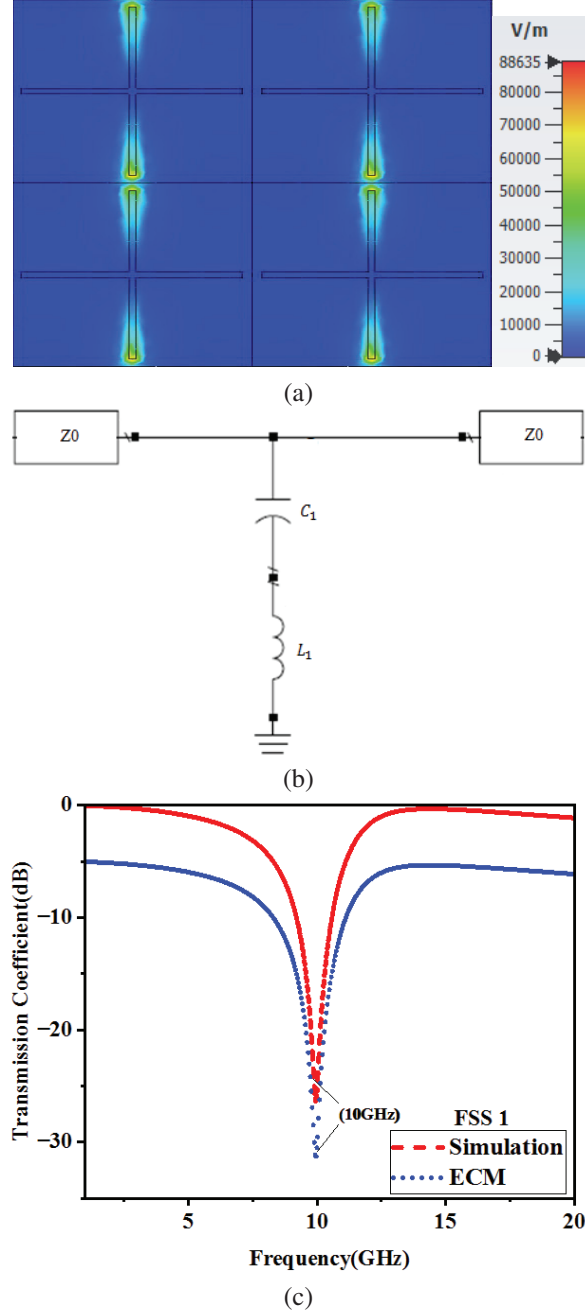 V/m
88635
80000
70000
60000
50000
40000
30000
20000
10000
0
(a)
Z0
Z0
C₁
L₁
(b)
0
−10
−20
−30
Transmission Coefficient(dB)
(10GHz)
FSS 1
Simulation
ECM
5
10
15
20
Frequency(GHz)
(c)